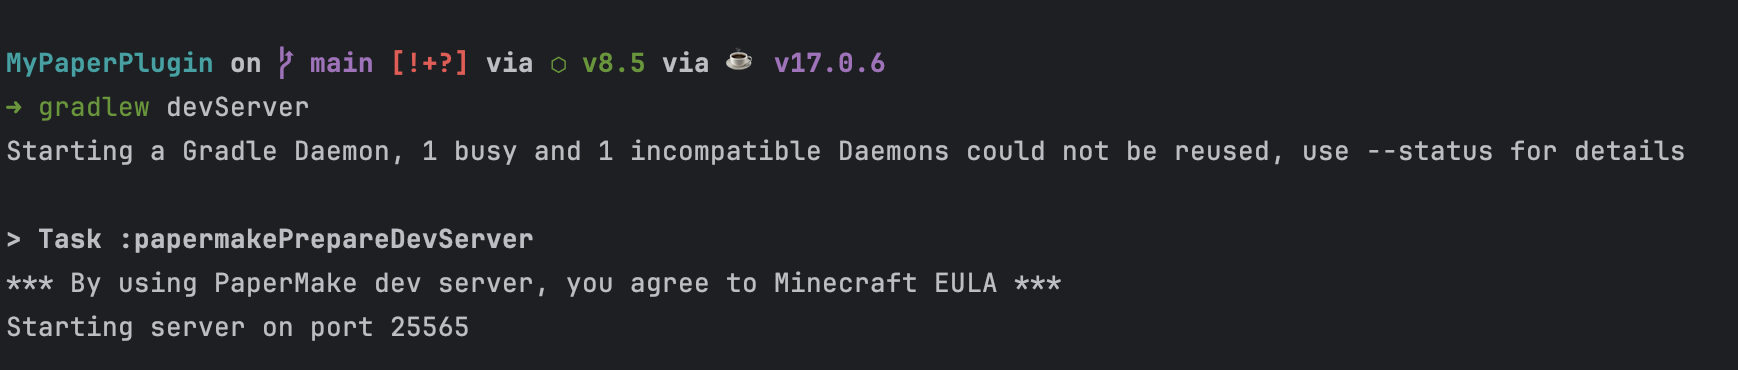 MyPaperPlugin on main [!+?] via v8.5 via v17.0.6
→ gradlew devServer
Starting a Gradle Daemon, 1 busy and 1 incompatible Daemons could not be reused, use --status for details
> Task :papermakePrepareDevServer
*** By using PaperMake dev server, you agree to Minecraft EULA ***
Starting server on port 25565